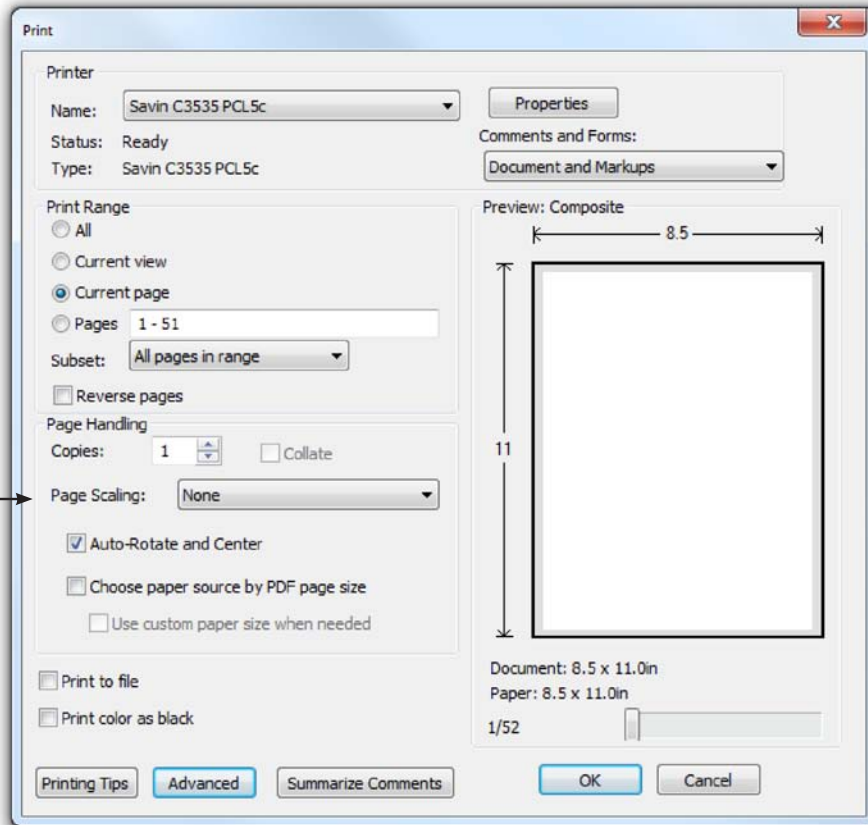 Print
Printer
Name: Savin C3535 PCL5c
Properties
Status: Ready
Comments and Forms:
Type: Savin C3535 PCL5c
Document and Markups
Print Range
All
Current view
Current page
Pages 1 - 51
Subset: All pages in range
Reverse pages
Page Handling
Copies: 1 Collate
Page Scaling: None
Auto-Rotate and Center
Choose paper source by PDF page size
Use custom paper size when needed
Print to file
Print color as black
Preview: Composite
8.5
11
Document: 8.5 x 11.0in
Paper: 8.5 x 11.0in
1/52
Printing Tips Advanced Summarize Comments OK Cancel